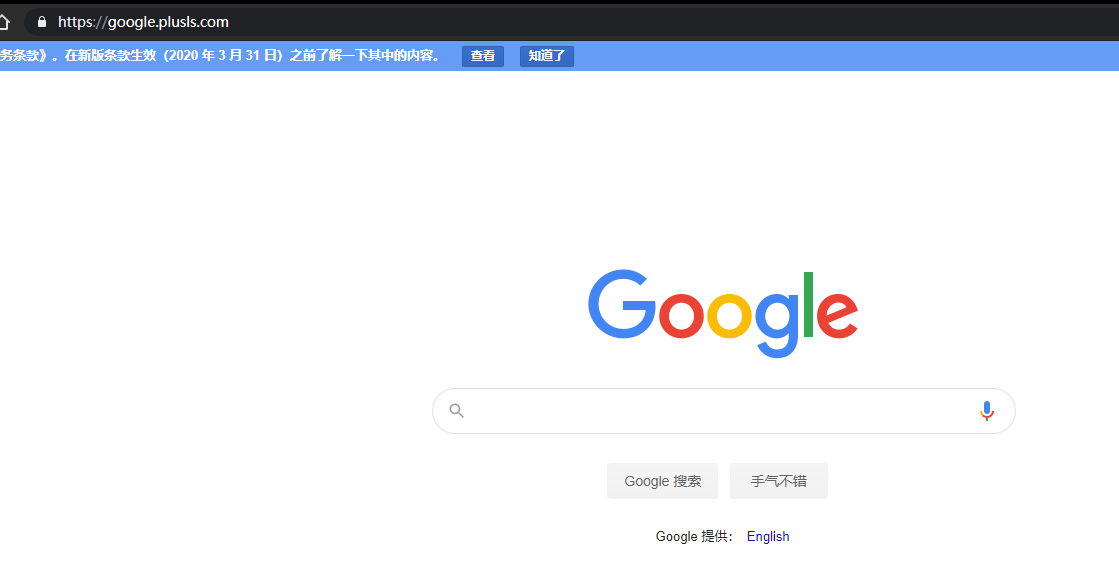 https://google.plusls.com
务条款》。在新版条款生效（2020 年 3 月 31 日）之前了解一下其中的内容。 查看 知道了
Google
Google 搜索 手气不错
Google 提供： English